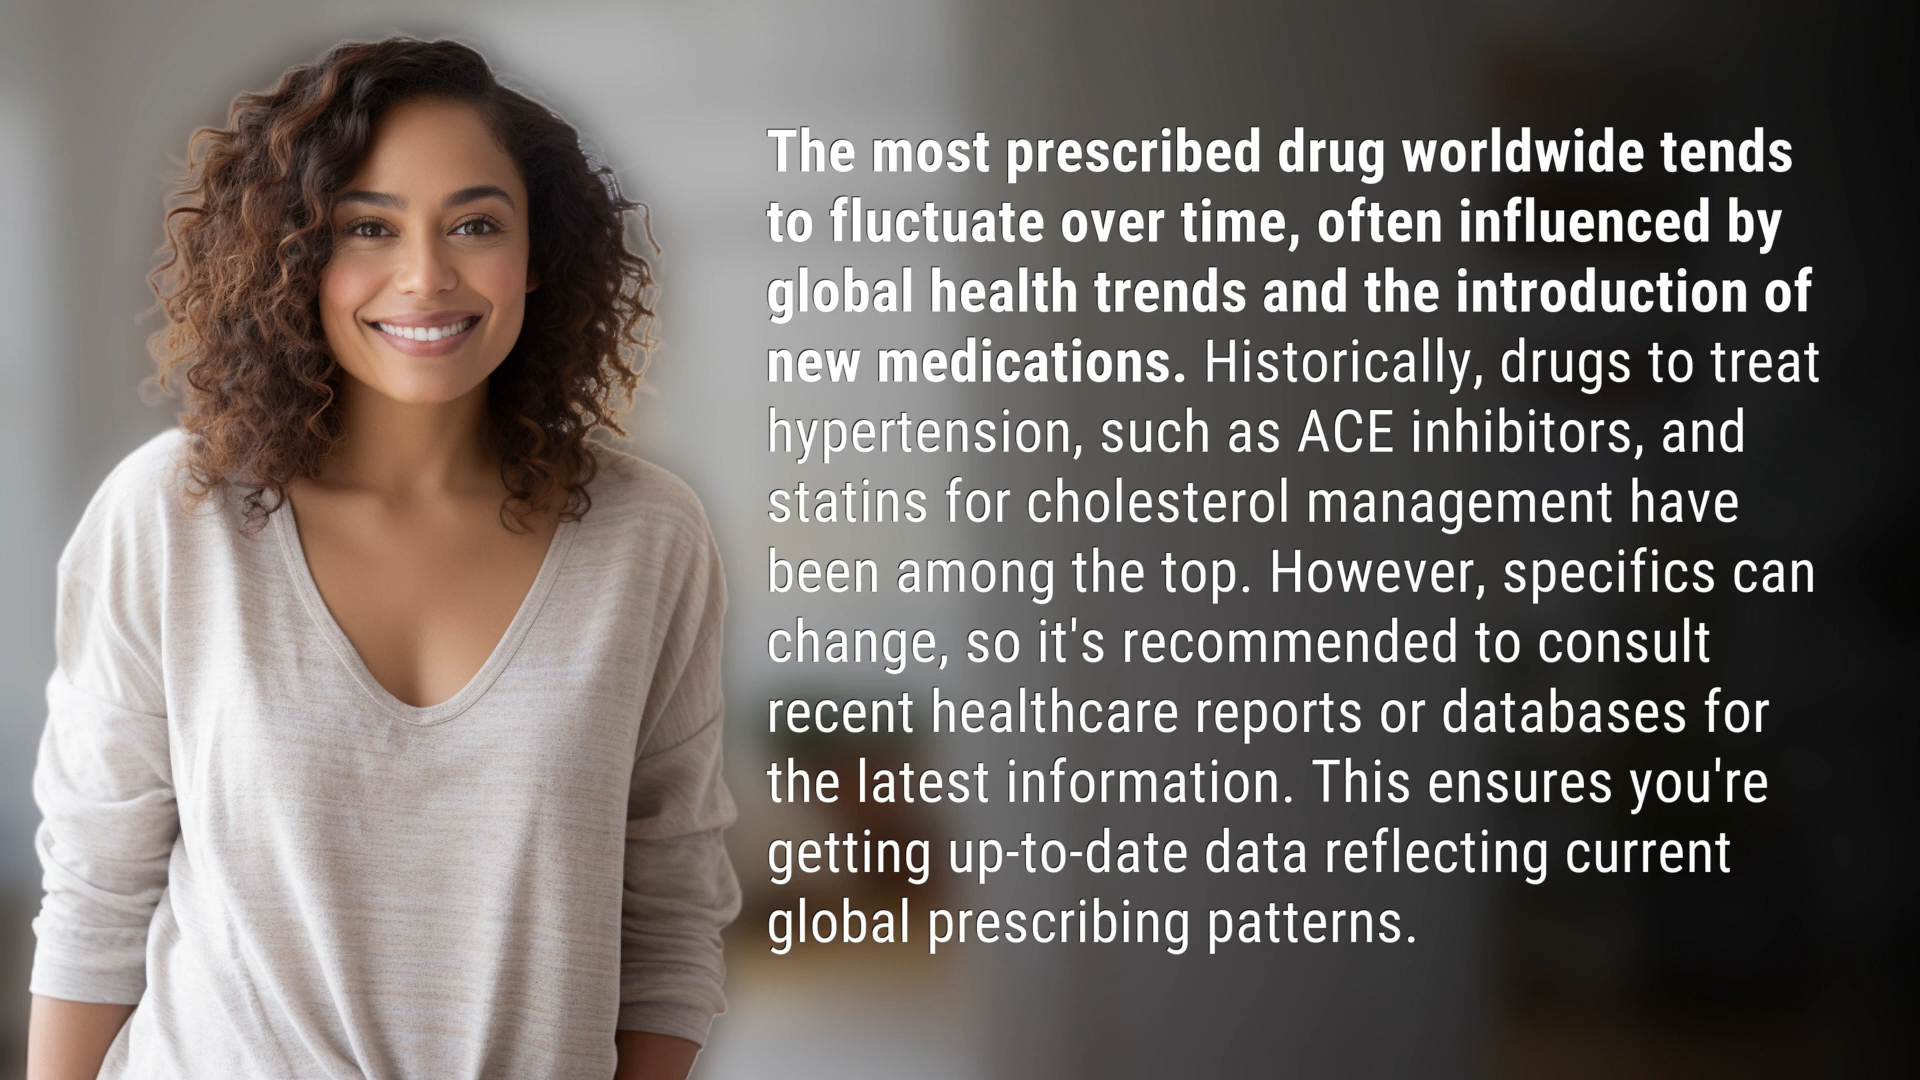 The most prescribed drug worldwide tends
to fluctuate over time, often influenced by
global health trends and the introduction of
new medications. Historically, drugs to treat
hypertension, such as ACE inhibitors, and
statins for cholesterol management have
been among the top. However, specifics can
change, so it's recommended to consult
recent healthcare reports or databases for
the latest information. This ensures you're
getting up-to-date data reflecting current
global prescribing patterns.